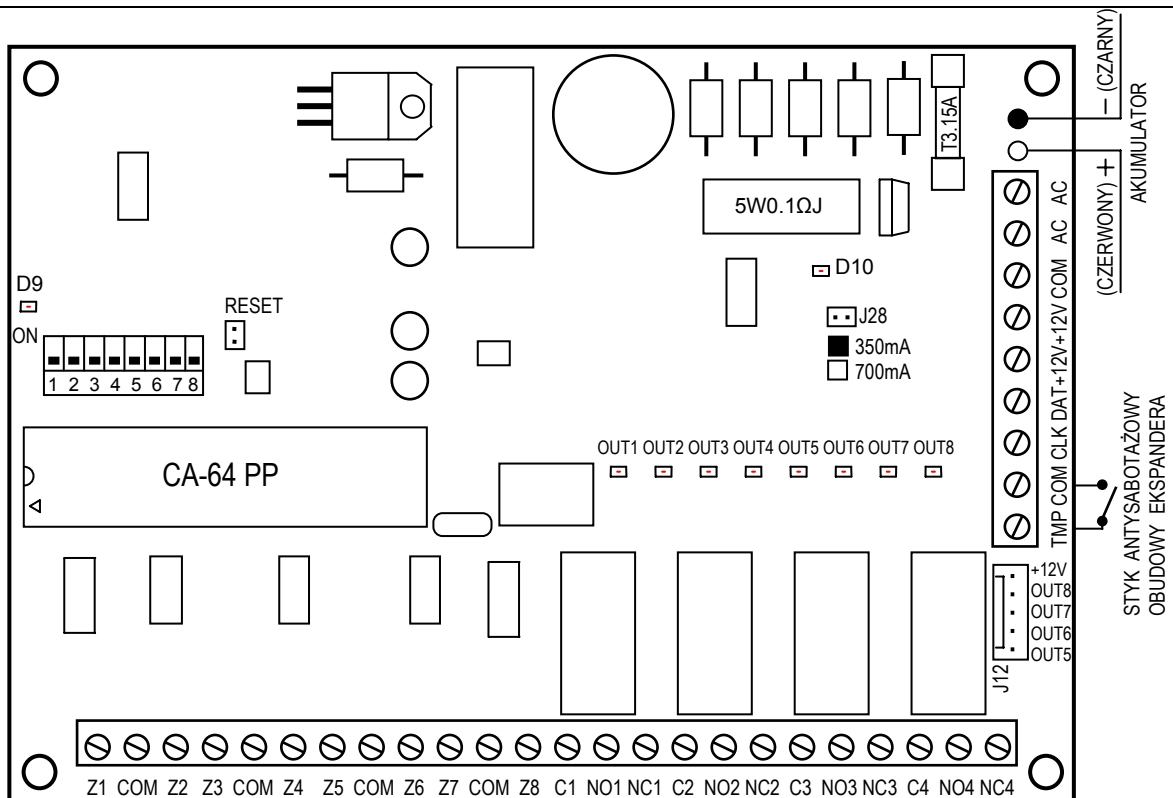 T3.15A
5W0.1ΩJ
D10
J28
350mA
700mA
D9
ON
RESET
1 2 3 4 5 6 7 8
CA-64 PP
OUT1 OUT2 OUT3 OUT4 OUT5 OUT6 OUT7 OUT8
− (CZARNY)
(CZERWONY) +
AKUMULATOR
TMP COM CLK DAT +12V +12V COM AC AC
STYK ANTYSABOTAŻOWY
OBUDOWY EKSPANDERA
+12V
OUT8
OUT7
OUT6
OUT5
J12
Z1 COM Z2 Z3 COM Z4 Z5 COM Z6 Z7 COM Z8 C1 NO1 NC1 C2 NO2 NC2 C3 NO3 NC3 C4 NO4 NC4